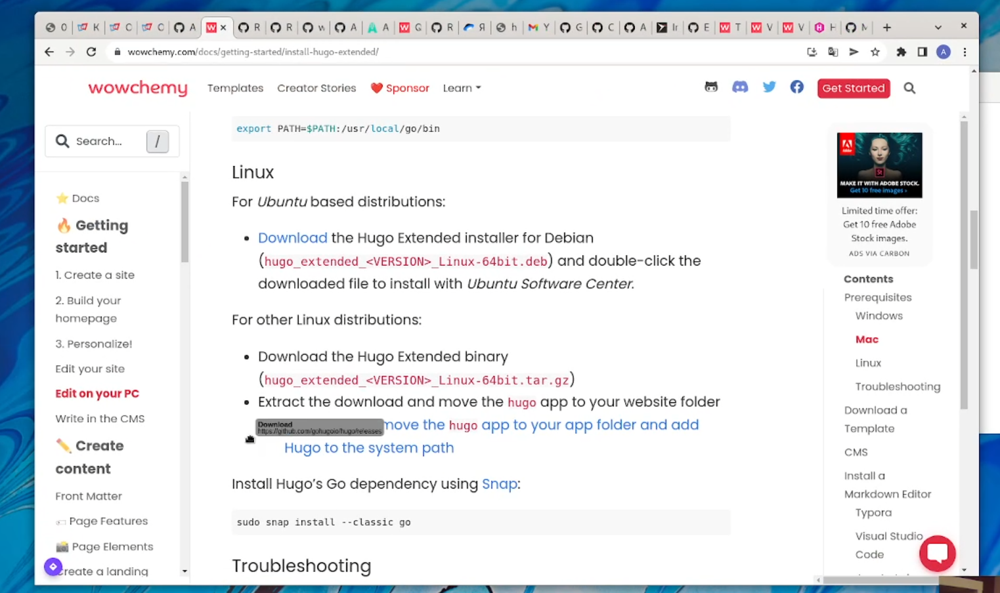 0 K C C A × R R w A A G R Я h Y G C A Ir E T V V H M +
wowchemy.com/docs/getting-started/install-hugo-extended/
A
wowchemy Templates Creator Stories Sponsor Learn Get Started
Search... /
Docs
Getting
started
1. Create a site
2. Build your
homepage
3. Personalize!
Edit your site
Edit on your PC
Write in the CMS
Create
content
Front Matter
Page Features
Page Elements
Create a landing
export PATH=$PATH:/usr/local/go/bin
Linux
For Ubuntu based distributions:
• Download the Hugo Extended installer for Debian
(hugo_extended_<VERSION>_Linux-64bit.deb) and double-click the
downloaded file to install with Ubuntu Software Center.
For other Linux distributions:
• Download the Hugo Extended binary
(hugo_extended_<VERSION>_Linux-64bit.tar.gz)
• Extract the download and move the hugo app to your website folder
Download
https://github.com/gohugoio/hugo/releases
move the hugo app to your app folder and add
Hugo to the system path
Install Hugo’s Go dependency using Snap:
sudo snap install --classic go
Troubleshooting
Adobe
St
MAKE IT WITH ADOBE STOCK.
Get 10 free images ›
Limited time offer:
Get 10 free Adobe
Stock images.
ADS VIA CARBON
Contents
Prerequisites
Windows
Mac
Linux
Troubleshooting
Download a
Template
CMS
Install a
Markdown Editor
Typora
Visual Studio
Code